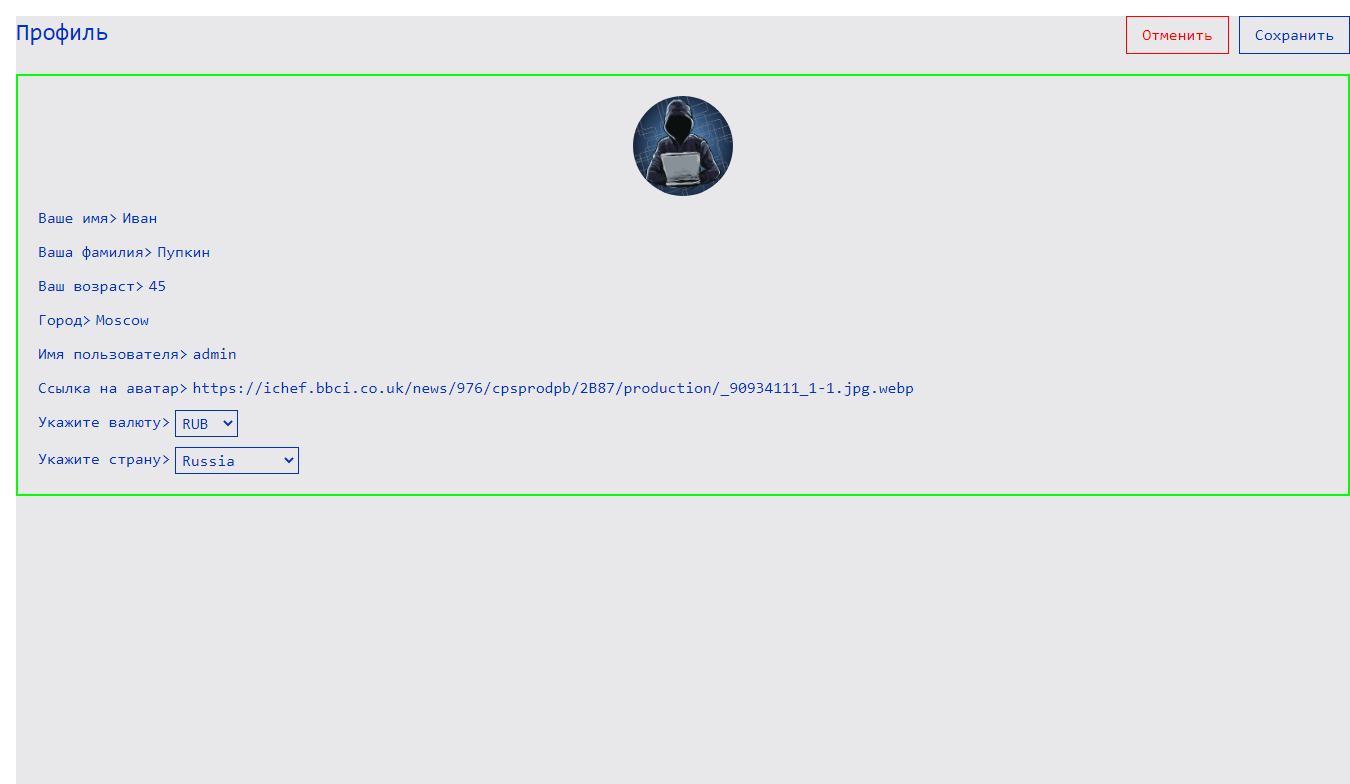 Профиль
Отменить Сохранить
Ваше имя> Иван
Ваша фамилия> Пупкин
Ваш возраст> 45
Город> Moscow
Имя пользователя> admin
Ссылка на аватар> https://ichef.bbci.co.uk/news/976/cpsprodpb/2B87/production/_90934111_1-1.jpg.webp
Укажите валюту> RUB
Укажите страну> Russia